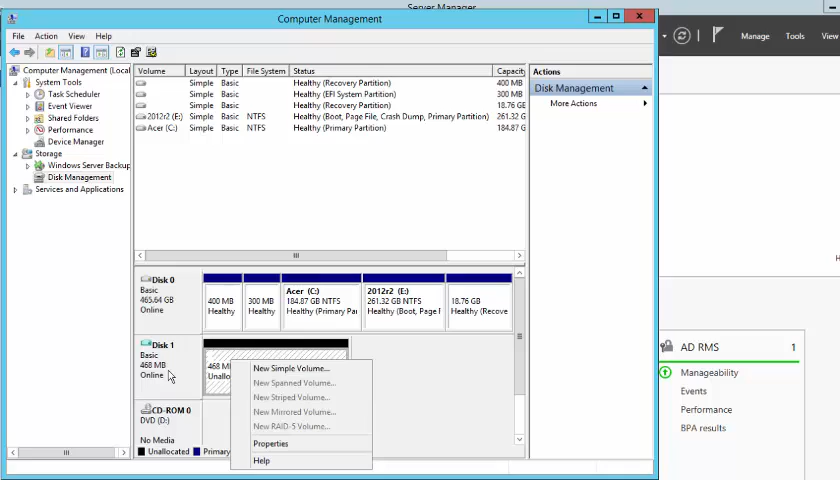 Server Manager
Computer Management
File Action View Help
Manage Tools View
Computer Management (Local
System Tools
Task Scheduler
Event Viewer
Shared Folders
Performance
Device Manager
Storage
Windows Server Backup
Disk Management
Services and Applications
Volume Layout Type File System Status Capacity
Simple Basic Healthy (Recovery Partition) 400 MB
Simple Basic Healthy (EFI System Partition) 300 MB
Simple Basic Healthy (Recovery Partition) 18.76 G
2012r2 (E:) Simple Basic NTFS Healthy (Boot, Page File, Crash Dump, Primary Partition) 261.32 G
Acer (C:) Simple Basic NTFS Healthy (Primary Partition) 184.87 G
Actions
Disk Management
More Actions
Disk 0
Basic
465.64 GB
Online
400 MB
Healthy
300 MB
Healthy
Acer (C:)
184.87 GB NTFS
Healthy (Primary Par
2012r2 (E:)
261.32 GB NTFS
Healthy (Boot, Page F
18.76 GB
Healthy (Recove
Disk 1
Basic
468 MB
Online
468 M
Unallo
CD-ROM 0
DVD (D:)
No Media
Unallocated Primary
New Simple Volume...
New Spanned Volume...
New Striped Volume...
New Mirrored Volume...
New RAID-5 Volume...
Properties
Help
AD RMS 1
Manageability
Events
Performance
BPA results